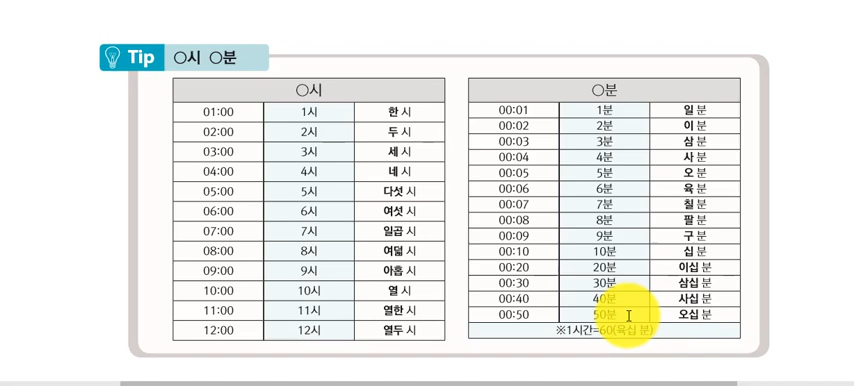 Tip ○시 ○분
○시
01:00 1시 한 시
02:00 2시 두 시
03:00 3시 세 시
04:00 4시 네 시
05:00 5시 다섯 시
06:00 6시 여섯 시
07:00 7시 일곱 시
08:00 8시 여덟 시
09:00 9시 아홉 시
10:00 10시 열 시
11:00 11시 열한 시
12:00 12시 열두 시
○분
00:01 1분 일 분
00:02 2분 이 분
00:03 3분 삼 분
00:04 4분 사 분
00:05 5분 오 분
00:06 6분 육 분
00:07 7분 칠 분
00:08 8분 팔 분
00:09 9분 구 분
00:10 10분 십 분
00:20 20분 이십 분
00:30 30분 삼십 분
00:40 40분 사십 분
00:50 50분 오십 분
※1시간=60(육십 분)